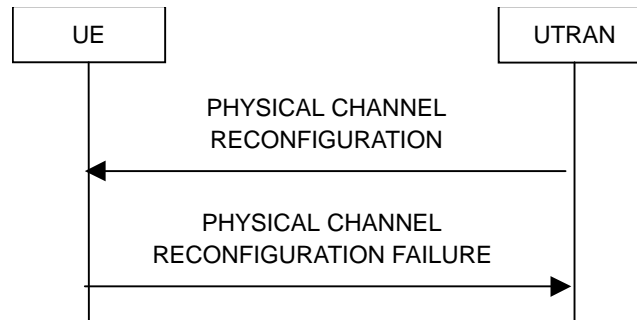 UE
UTRAN
PHYSICAL CHANNEL
RECONFIGURATION
PHYSICAL CHANNEL
RECONFIGURATION FAILURE